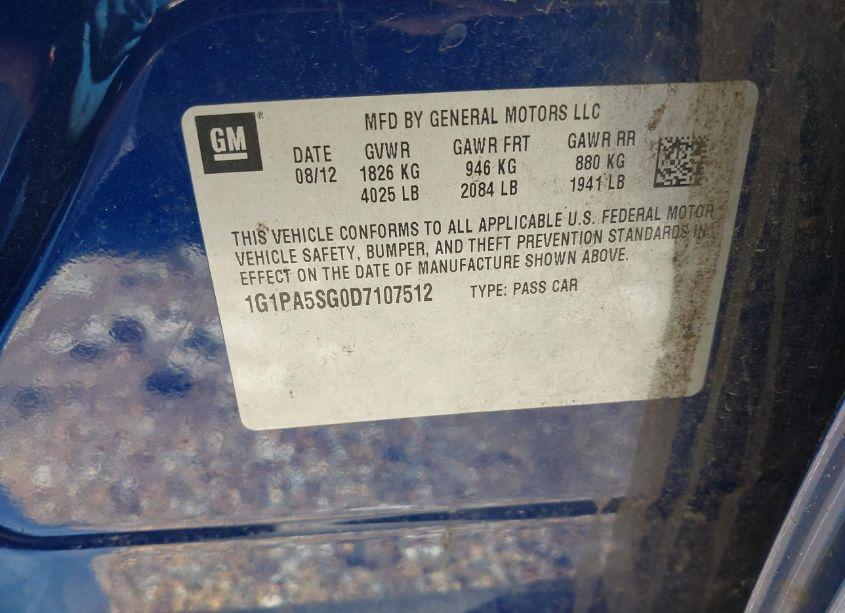 GM
MFD BY GENERAL MOTORS LLC
DATE GVWR GAWR FRT GAWR RR
08/12 1826 KG 946 KG 880 KG
4025 LB 2084 LB 1941 LB
THIS VEHICLE CONFORMS TO ALL APPLICABLE U.S. FEDERAL MOTOR
VEHICLE SAFETY, BUMPER, AND THEFT PREVENTION STANDARDS IN
EFFECT ON THE DATE OF MANUFACTURE SHOWN ABOVE.
1G1PA5SG0D7107512 TYPE: PASS CAR